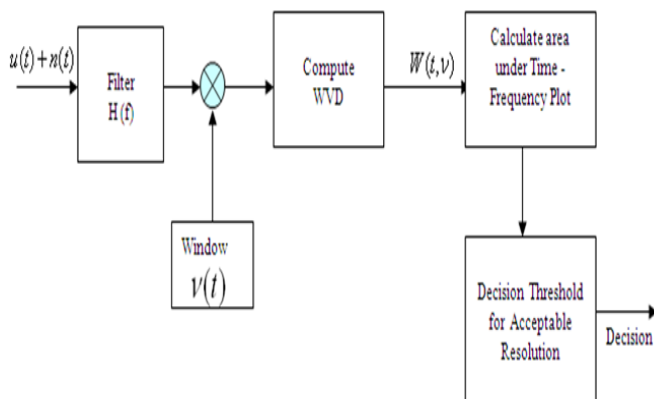 u(t)+n(t)
Filter
H(f)
Window
ν(t)
Compute
WVD
W(t,ν)
Calculate area
under Time -
Frequency Plot
Decision Threshold
for Acceptable
Resolution
Decision